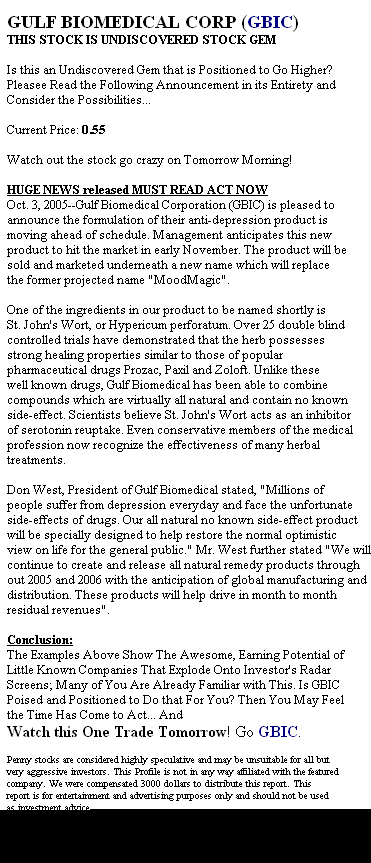 GULF BIOMEDICAL CORP (GBIC)
THIS STOCK IS UNDISCOVERED STOCK GEM
Is this an Undiscovered Gem that is Positioned to Go Higher?
Pleasee Read the Following Announcement in its Entirety and
Consider the Possibilities...
Current Price: 0.55
Watch out the stock go crazy on Tomorrow Morning!
HUGE NEWS released MUST READ ACT NOW
Oct. 3, 2005--Gulf Biomedical Corporation (GBIC) is pleased to
announce the formulation of their anti-depression product is
moving ahead of schedule. Management anticipates this new
product to hit the market in early November. The product will be
sold and marketed underneath a new name which will replace
the former projected name "MoodMagic".
One of the ingredients in our product to be named shortly is
St. John's Wort, or Hypericum perforatum. Over 25 double blind
controlled trials have demonstrated that the herb possesses
strong healing properties similar to those of popular
pharmaceutical drugs Prozac, Paxil and Zoloft. Unlike these
well known drugs, Gulf Biomedical has been able to combine
compounds which are virtually all natural and contain no known
side-effect. Scientists believe St. John's Wort acts as an inhibitor
of serotonin reuptake. Even conservative members of the medical
profession now recognize the effectiveness of many herbal
treatments.
Don West, President of Gulf Biomedical stated, "Millions of
people suffer from depression everyday and face the unfortunate
side-effects of drugs. Our all natural no known side-effect product
will be specially designed to help restore the normal optimistic
view on life for the general public." Mr. West further stated "We will
continue to create and release all natural remedy products through
out 2005 and 2006 with the anticipation of global manufacturing and
distribution. These products will help drive in month to month
residual revenues".
Conclusion:
The Examples Above Show The Awesome, Earning Potential of
Little Known Companies That Explode Onto Investor's Radar
Screens; Many of You Are Already Familiar with This. Is GBIC
Poised and Positioned to Do that For You? Then You May Feel
the Time Has Come to Act... And
Watch this One Trade Tomorrow! Go GBIC.
Penny stocks are considered highly speculative and may be unsuitable for all but
very aggressive investors. This Profile is not in any way affiliated with the featured
company. We were compensated 3000 dollars to distribute this report. This
report is for entertainment and advertising purposes only and should not be used
as investment advice